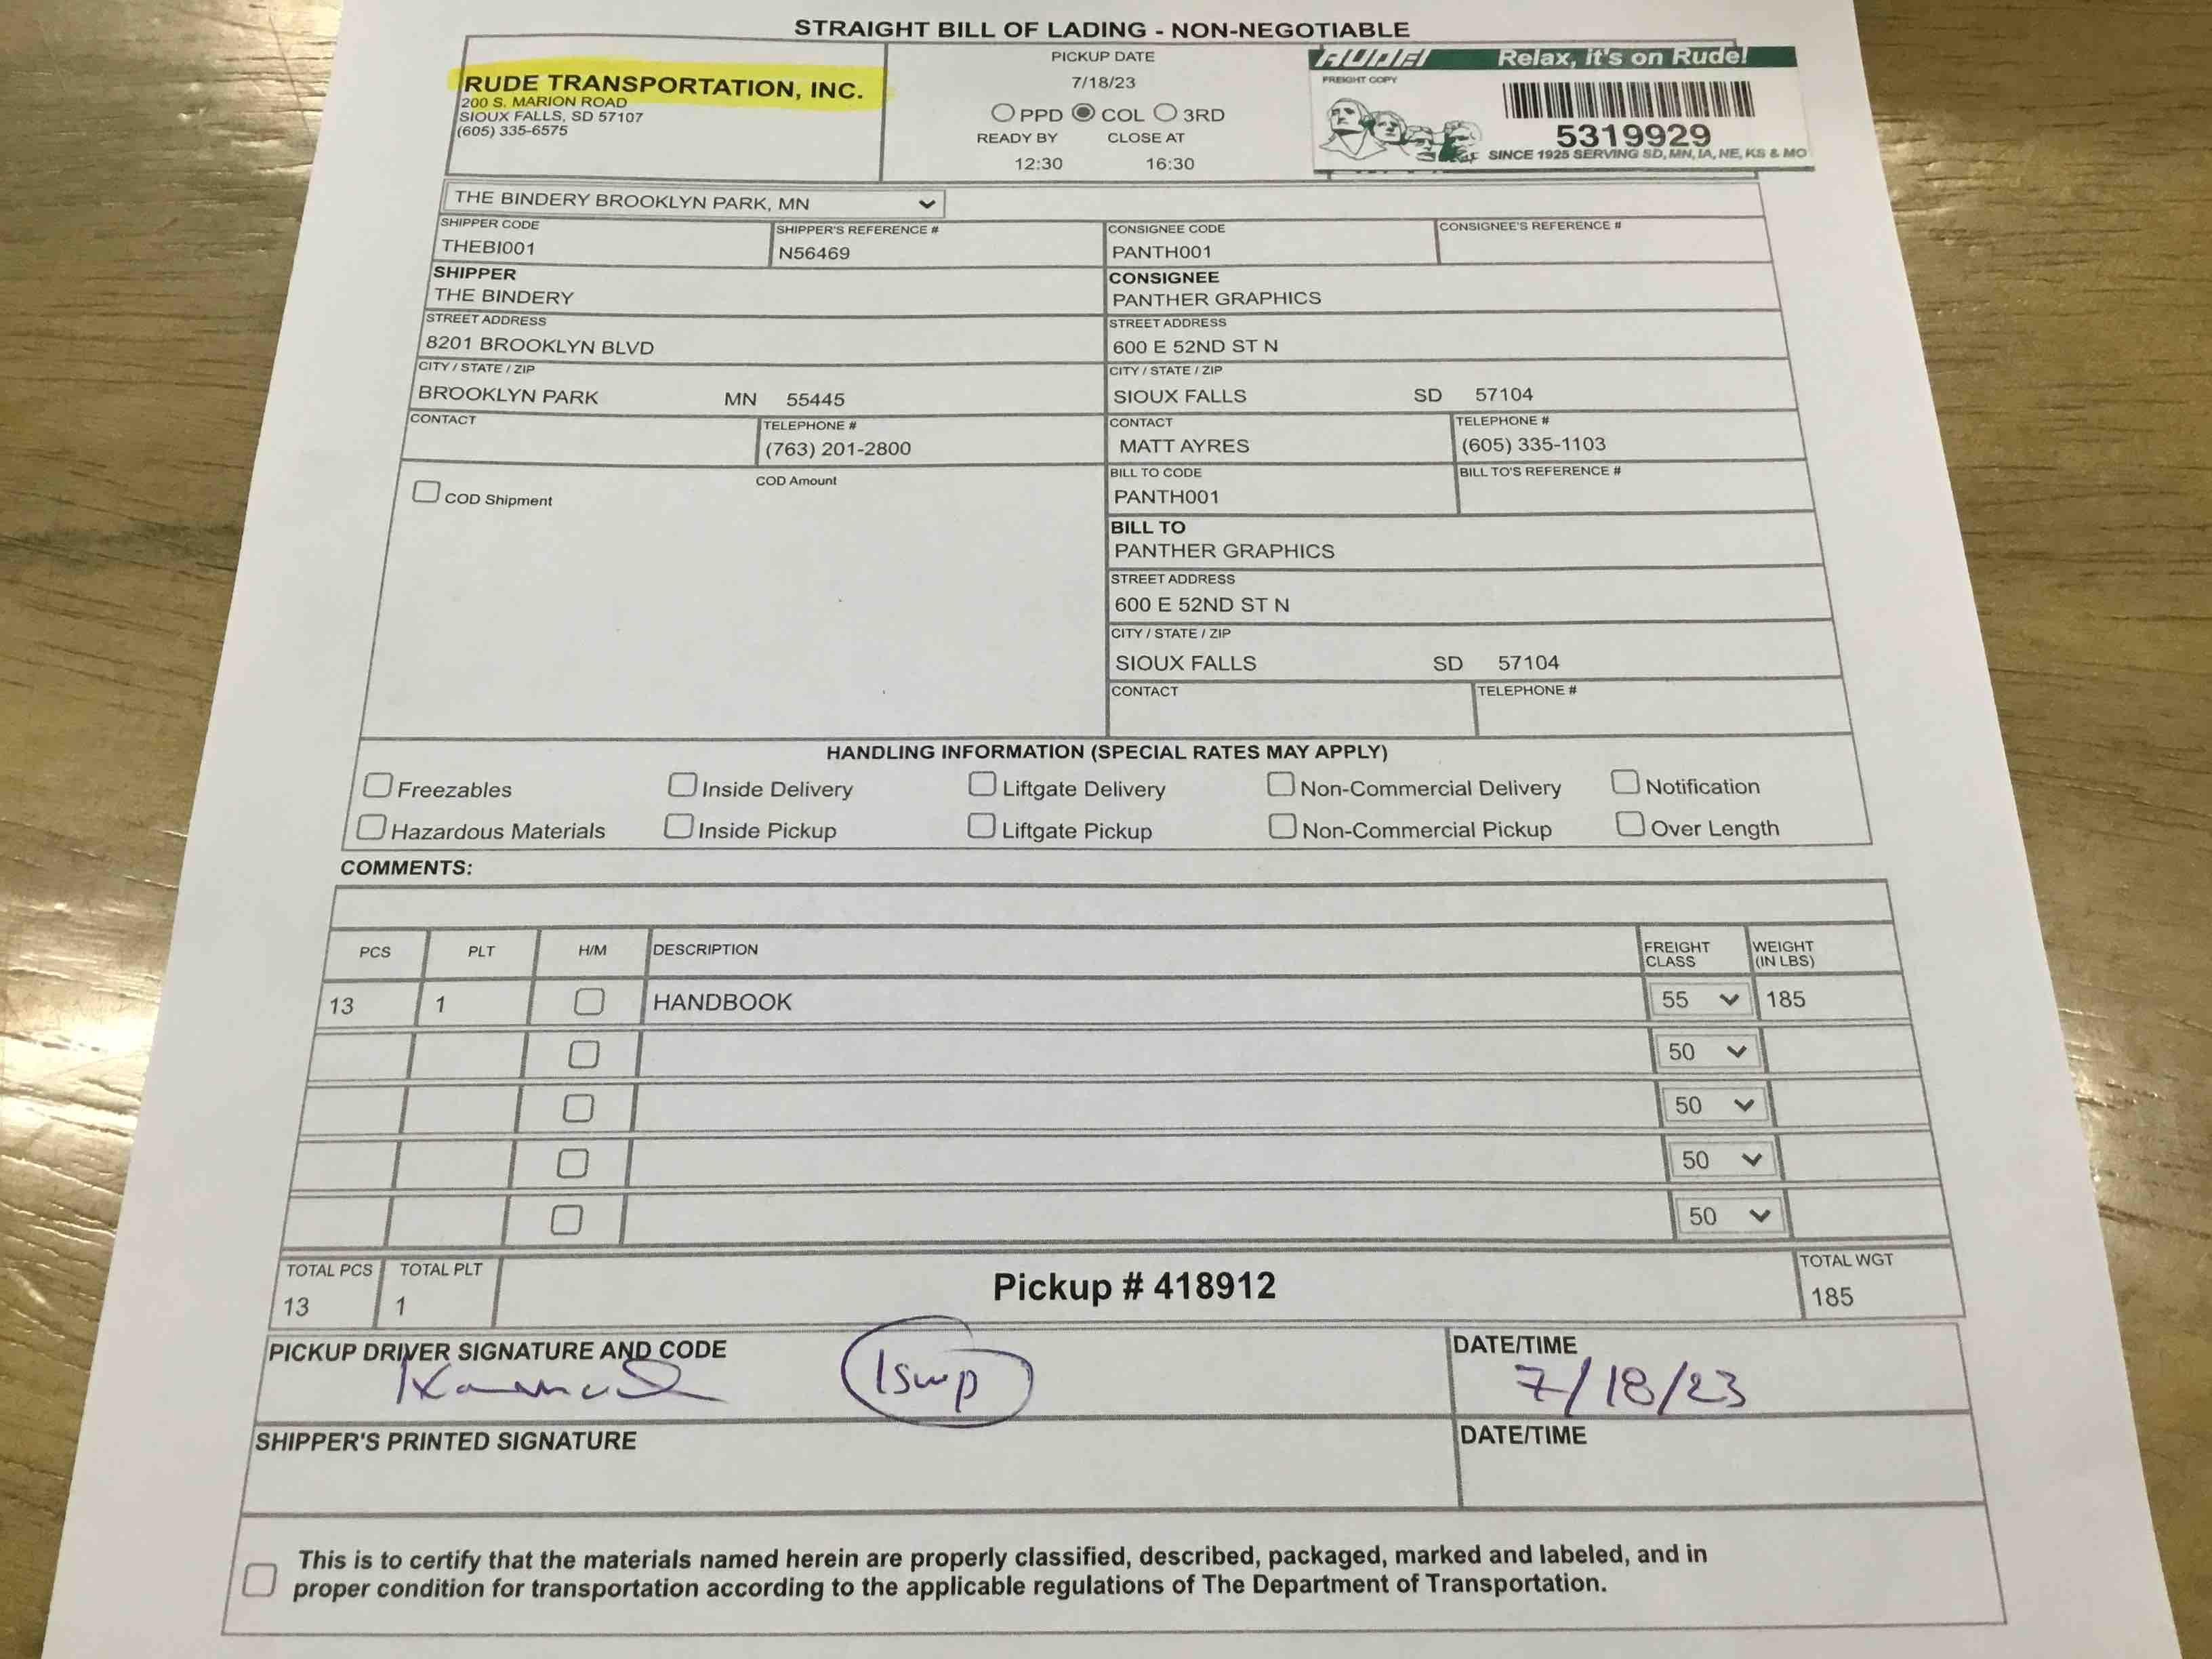 STRAIGHT BILL OF LADING - NON-NEGOTIABLE
RUDE TRANSPORTATION, INC.
200 S. MARION ROAD
SIOUX FALLS, SD 57107
(605) 335-6575
PICKUP DATE
7/18/23
PPD COL 3RD
READY BY CLOSE AT
12:30 16:30
Relax, it's on Rude!
FREIGHT COPY
5319929
SINCE 1925 SERVING SD, MN, IA, NE, KS & MO
THE BINDERY BROOKLYN PARK, MN
SHIPPER CODE SHIPPER'S REFERENCE # CONSIGNEE CODE CONSIGNEE'S REFERENCE #
THEBI001 N56469 PANTH001
SHIPPER CONSIGNEE
THE BINDERY PANTHER GRAPHICS
STREET ADDRESS STREET ADDRESS
8201 BROOKLYN BLVD 600 E 52ND ST N
CITY / STATE / ZIP CITY / STATE / ZIP
BROOKLYN PARK MN 55445 SIOUX FALLS SD 57104
CONTACT TELEPHONE # CONTACT TELEPHONE #
(763) 201-2800 MATT AYRES (605) 335-1103
COD Shipment COD Amount BILL TO CODE BILL TO'S REFERENCE #
PANTH001
BILL TO
PANTHER GRAPHICS
STREET ADDRESS
600 E 52ND ST N
CITY / STATE / ZIP
SIOUX FALLS SD 57104
CONTACT TELEPHONE #
HANDLING INFORMATION (SPECIAL RATES MAY APPLY)
Freezables Inside Delivery Liftgate Delivery Non-Commercial Delivery Notification
Hazardous Materials Inside Pickup Liftgate Pickup Non-Commercial Pickup Over Length
COMMENTS:
PCS PLT H/M DESCRIPTION FREIGHT CLASS WEIGHT (IN LBS)
13 1 HANDBOOK 55 185
50
50
50
50
TOTAL PCS TOTAL PLT Pickup # 418912 TOTAL WGT
13 1 185
PICKUP DRIVER SIGNATURE AND CODE DATE/TIME
7/18/23
SHIPPER'S PRINTED SIGNATURE DATE/TIME
This is to certify that the materials named herein are properly classified, described, packaged, marked and labeled, and in
proper condition for transportation according to the applicable regulations of The Department of Transportation.